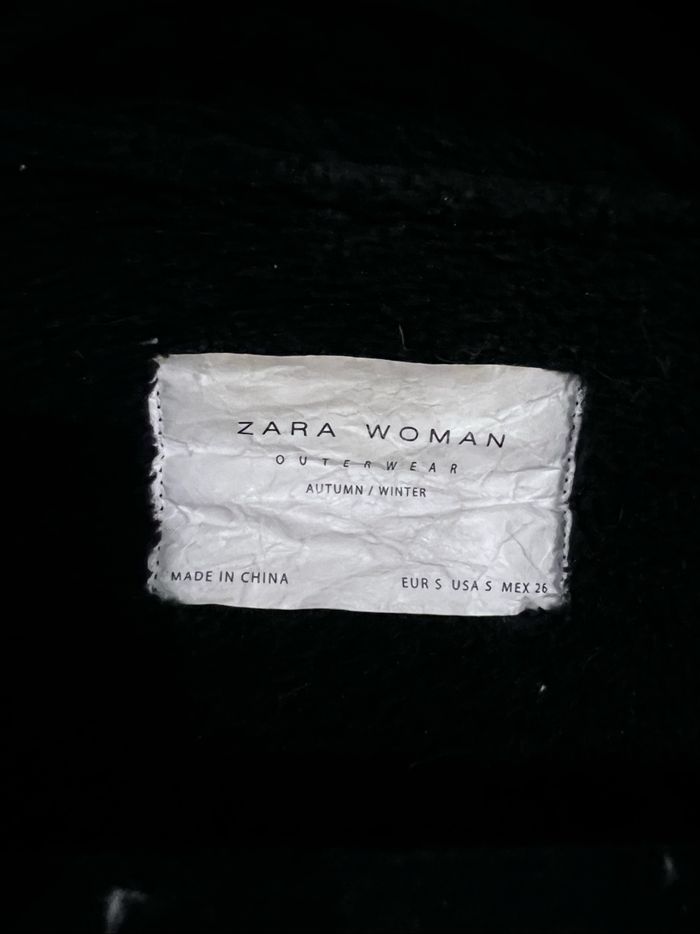 ZARA WOMAN
OUTERWEAR
AUTUMN / WINTER
MADE IN CHINA EUR S USA S MEX 26